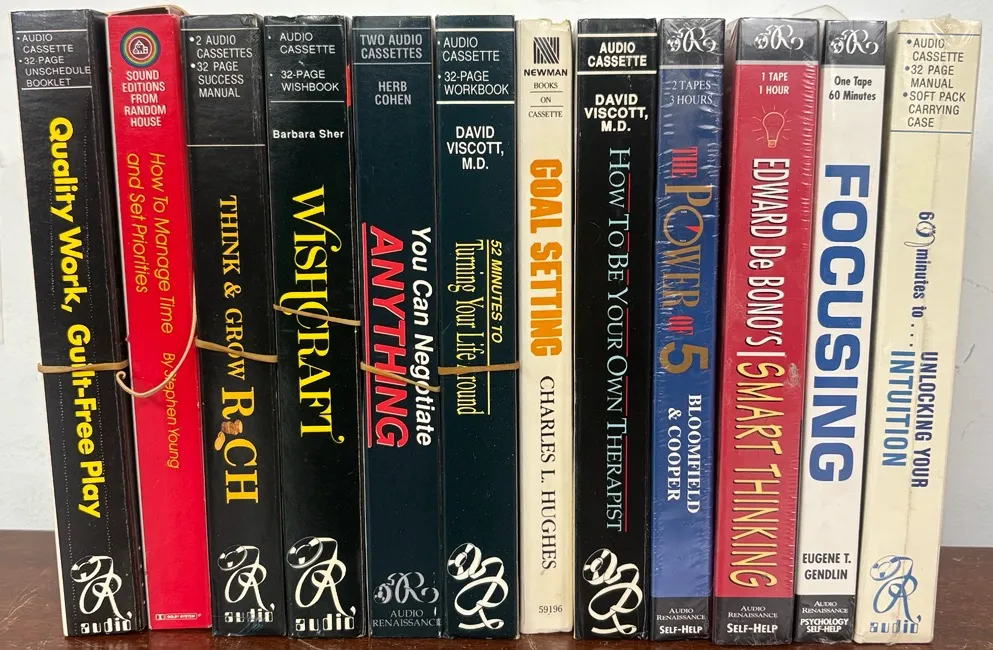 • AUDIO
CASSETTE
• 32-PAGE
UNSCHEDULE
BOOKLET
Quality Work, Guilt-Free Play
audio
SOUND
EDITIONS
FROM
RANDOM
HOUSE
How To Manage Time
and Set Priorities
By Stephen Young
DOLBY SYSTEM
• 2 AUDIO
CASSETTES
• 32 PAGE
SUCCESS
MANUAL
THINK & GROW RICH
audio
AUDIO
CASSETTE
32-PAGE
WISHBOOK
Barbara Sher
WISHCRAFT
audio
TWO AUDIO
CASSETTES
HERB
COHEN
You Can Negotiate
ANYTHING
AUDIO
RENAISSANCE
• AUDIO
CASSETTE
• 32-PAGE
WORKBOOK
DAVID
VISCOTT,
M.D.
52 MINUTES TO
Turning Your Life Around
NEWMAN
BOOKS
ON
CASSETTE
GOAL SETTING
CHARLES L. HUGHES
59196
AUDIO
CASSETTE
DAVID
VISCOTT,
M.D.
HOW TO BE YOUR OWN THERAPIST
2 TAPES
3 HOURS
THE POWER OF 5
BLOOMFIELD
& COOPER
AUDIO
RENAISSANCE
SELF-HELP
1 TAPE
1 HOUR
EDWARD DE BONO'S SMART THINKING
AUDIO
RENAISSANCE
SELF-HELP
One Tape
60 Minutes
FOCUSING
EUGENE T.
GENDLIN
AUDIO
RENAISSANCE
PSYCHOLOGY
SELF-HELP
• AUDIO
CASSETTE
• 32 PAGE
MANUAL
• SOFT PACK
CARRYING
CASE
60 minutes to...
UNLOCKING YOUR
INTUITION
audio